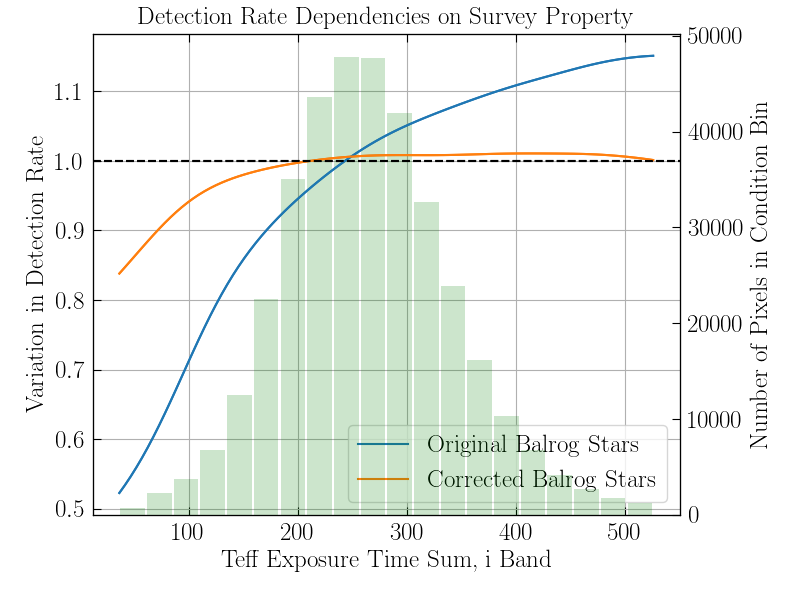 Detection Rate Dependencies on Survey Property
Variation in Detection Rate
1.1
1.0
0.9
0.8
0.7
0.6
0.5
50000
40000
30000
20000
10000
0
Number of Pixels in Condition Bin
Original Balrog Stars
Corrected Balrog Stars
100 200 300 400 500
Teff Exposure Time Sum, i Band